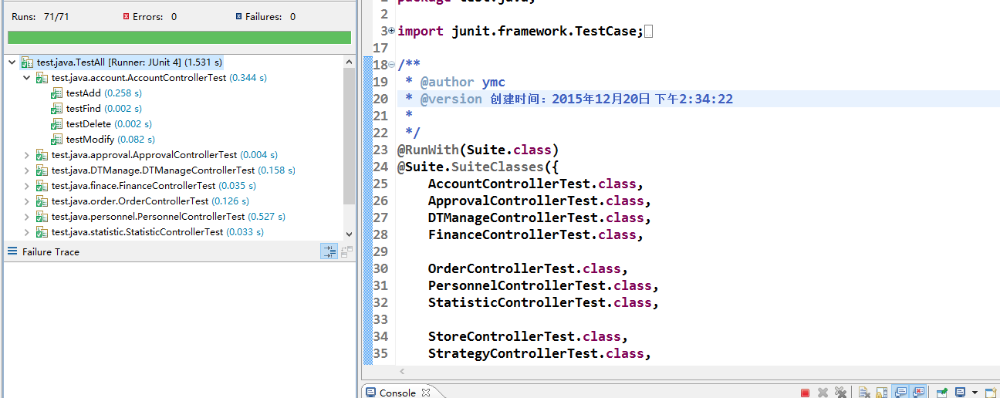 Runs: 71/71 Errors: 0 Failures: 0
test.java.TestAll [Runner: JUnit 4] (1.531 s)
test.java.account.AccountControllerTest (0.344 s)
testAdd (0.258 s)
testFind (0.002 s)
testDelete (0.002 s)
testModify (0.082 s)
test.java.approval.ApprovalControllerTest (0.004 s)
test.java.DTManage.DTManageControllerTest (0.158 s)
test.java.finace.FinanceControllerTest (0.035 s)
test.java.order.OrderControllerTest (0.126 s)
test.java.personnel.PersonnelControllerTest (0.527 s)
test.java.statistic.StatisticControllerTest (0.033 s)
Failure Trace
2
3 import junit.framework.TestCase;
17
18 /**
19 * @author ymc
20 * @version 创建时间：2015年12月20日 下午2:34:22
21 *
22 */
23 @RunWith(Suite.class)
24 @Suite.SuiteClasses({
25 AccountControllerTest.class,
26 ApprovalControllerTest.class,
27 DTManageControllerTest.class,
28 FinanceControllerTest.class,
29
30 OrderControllerTest.class,
31 PersonnelControllerTest.class,
32 StatisticControllerTest.class,
33
34 StoreControllerTest.class,
35 StrategyControllerTest.class,
Console